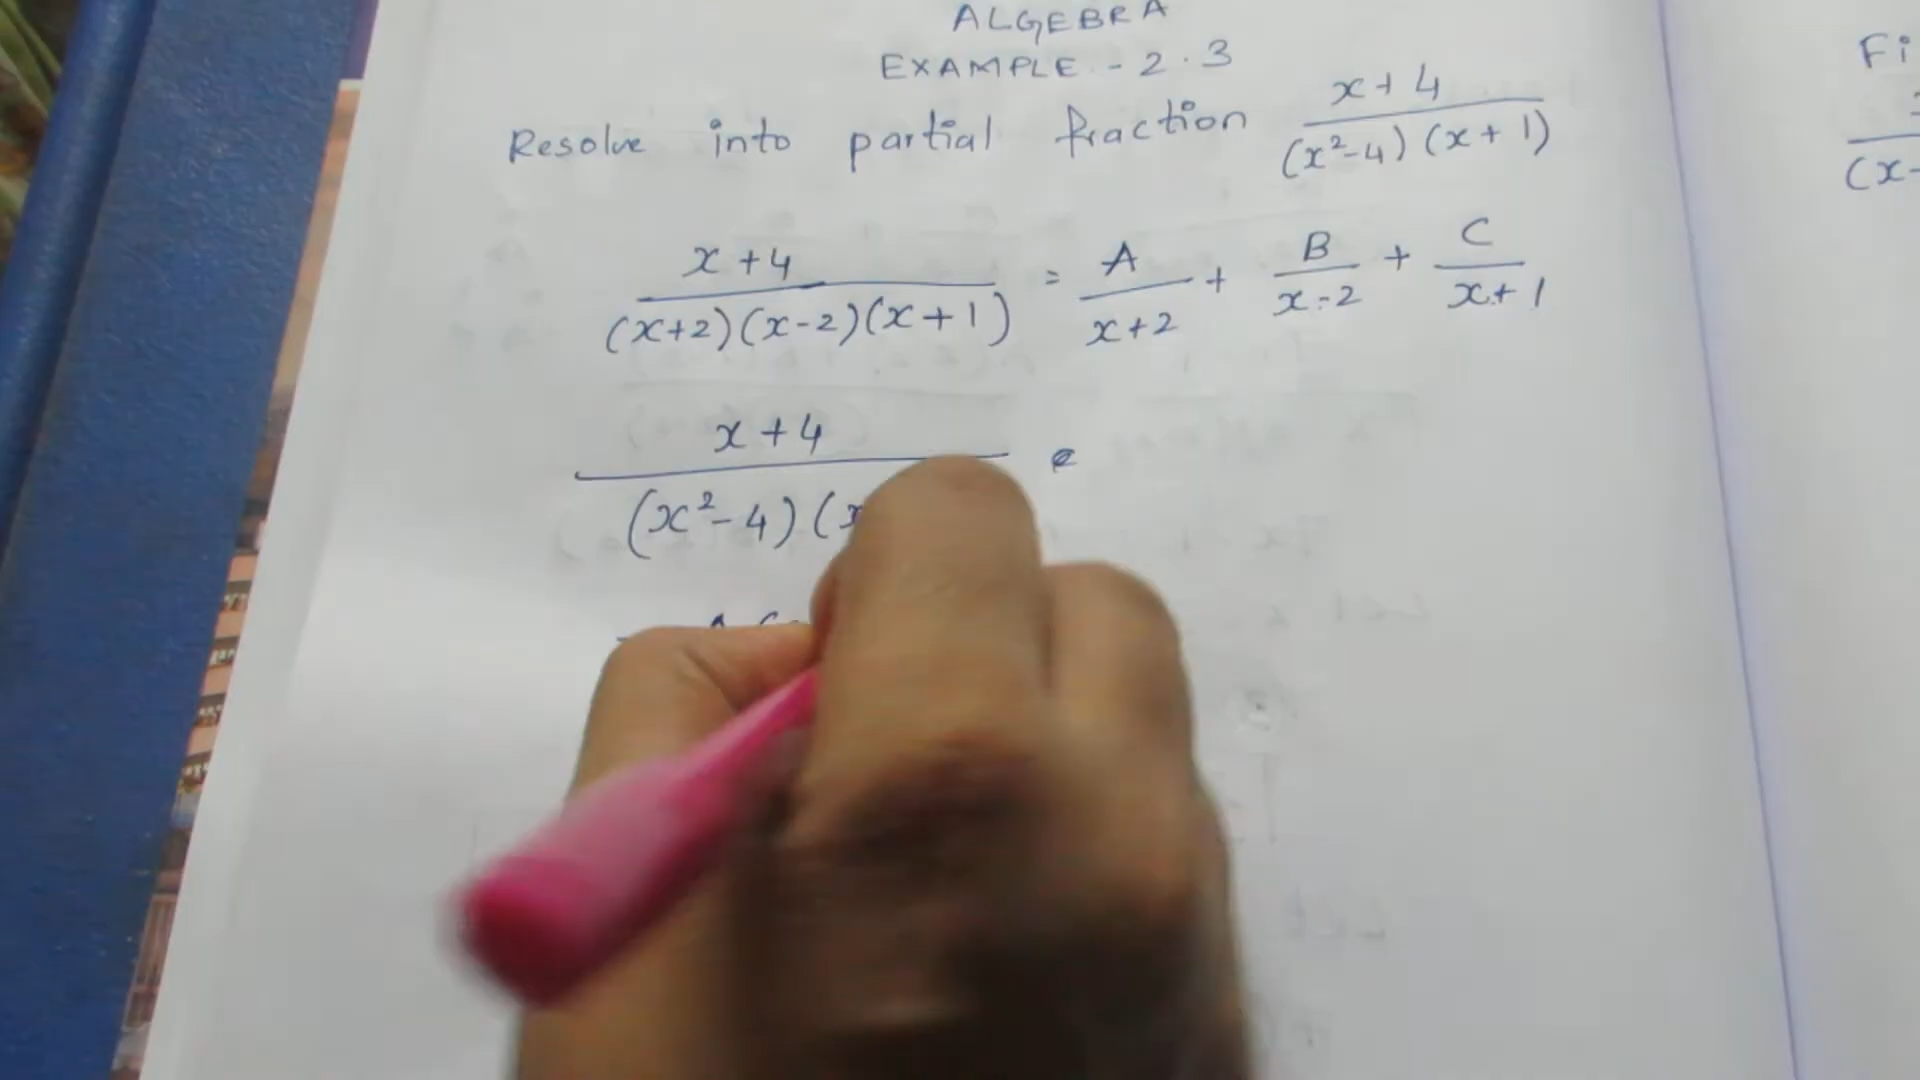 ALGEBRA
EXAMPLE - 2.3
Resolve into partial fraction x+4 / (x²-4)(x+1)
x+4 / (x+2)(x-2)(x+1) = A / x+2 + B / x-2 + C / x+1
x+4
(x²-4)(x
Fi
(x-